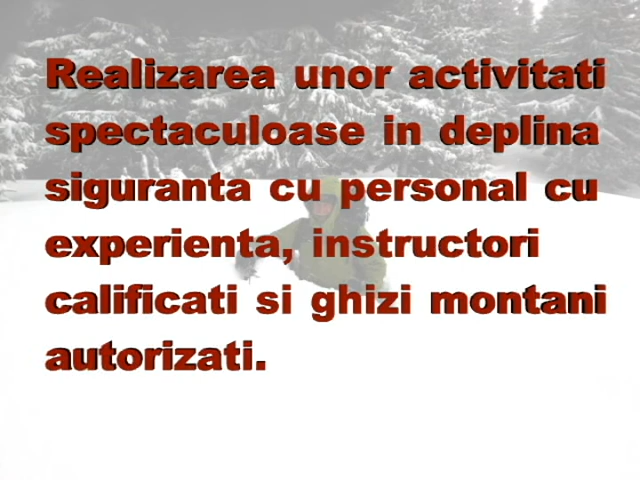 Realizarea unor activitati
spectaculoase in deplina
siguranta cu personal cu
experienta, instructori
calificati si ghizi montani
autorizati.